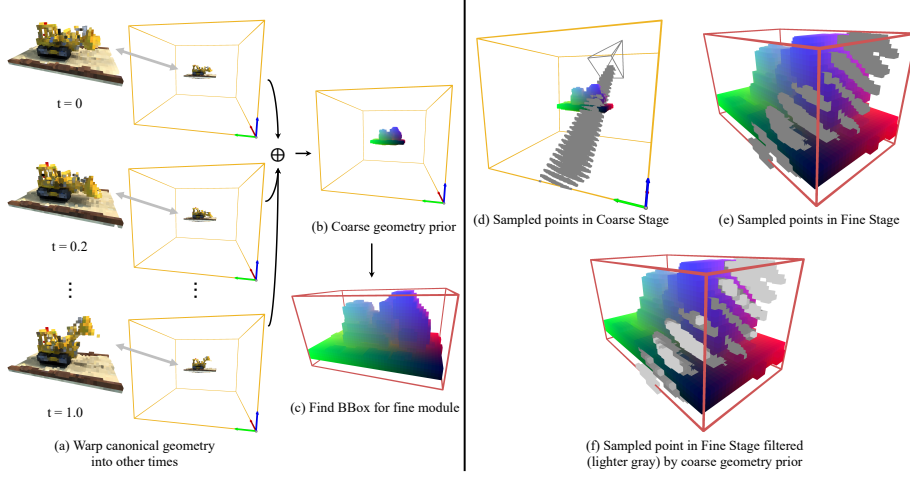 t = 0
t = 0.2
⋮
⋮
t = 1.0
(a) Warp canonical geometry
into other times
⊕
(b) Coarse geometry prior
(c) Find BBox for fine module
(d) Sampled points in Coarse Stage
(e) Sampled points in Fine Stage
(f) Sampled point in Fine Stage filtered
(lighter gray) by coarse geometry prior